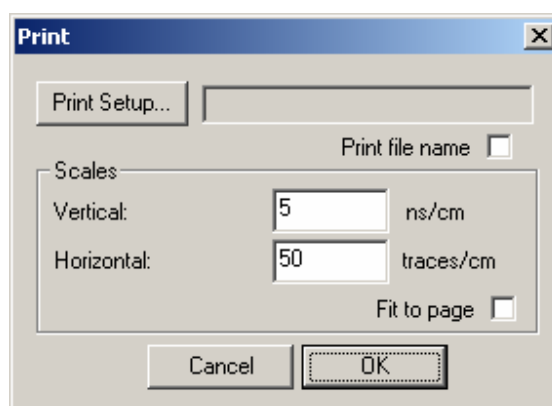 Print
Print Setup...
Print file name
Scales
Vertical: 5 ns/cm
Horizontal: 50 traces/cm
Fit to page
Cancel OK